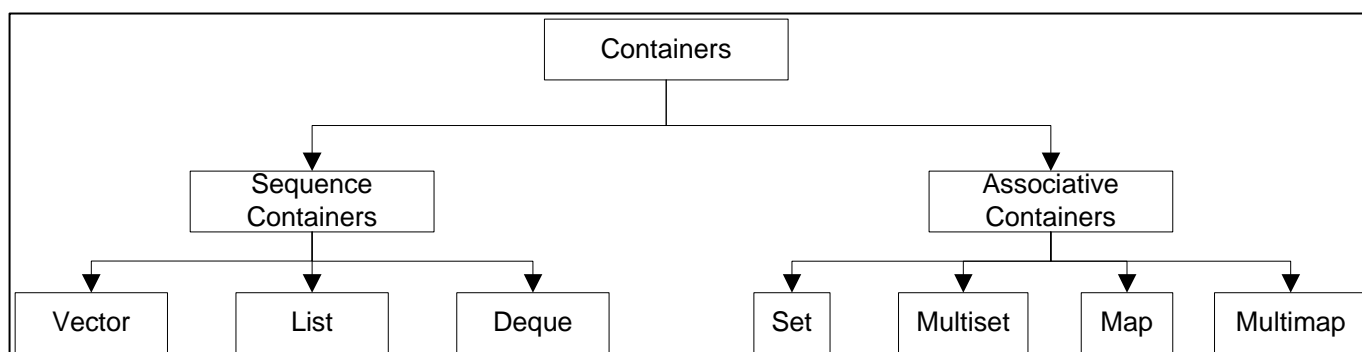 Containers
Sequence
Containers
Associative
Containers
Vector
List
Deque
Set
Multiset
Map
Multimap